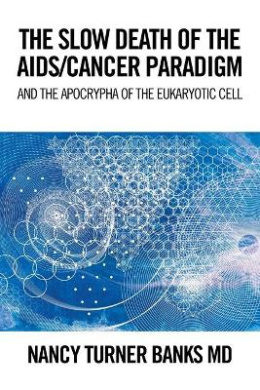 THE SLOW DEATH OF THE
AIDS/CANCER PARADIGM
AND THE APOCRYPHA OF THE EUKARYOTIC CELL
NANCY TURNER BANKS MD